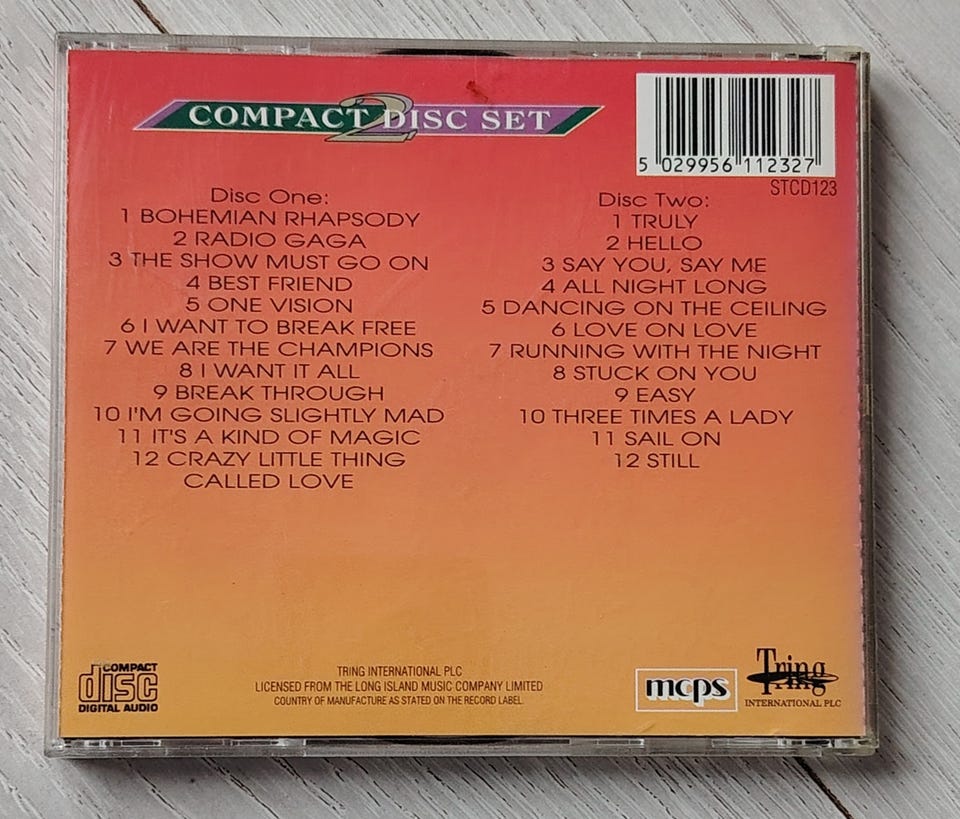 COMPACT 2 DISC SET
5 029956 112327
STCD123
Disc One:
1 BOHEMIAN RHAPSODY
2 RADIO GAGA
3 THE SHOW MUST GO ON
4 BEST FRIEND
5 ONE VISION
6 I WANT TO BREAK FREE
7 WE ARE THE CHAMPIONS
8 I WANT IT ALL
9 BREAK THROUGH
10 I'M GOING SLIGHTLY MAD
11 IT'S A KIND OF MAGIC
12 CRAZY LITTLE THING
CALLED LOVE
Disc Two:
1 TRULY
2 HELLO
3 SAY YOU, SAY ME
4 ALL NIGHT LONG
5 DANCING ON THE CEILING
6 LOVE ON LOVE
7 RUNNING WITH THE NIGHT
8 STUCK ON YOU
9 EASY
10 THREE TIMES A LADY
11 SAIL ON
12 STILL
COMPACT
disc
DIGITAL AUDIO
TRING INTERNATIONAL PLC
LICENSED FROM THE LONG ISLAND MUSIC COMPANY LIMITED
COUNTRY OF MANUFACTURE AS STATED ON THE RECORD LABEL.
mcps
Tring
Tring
INTERNATIONAL PLC